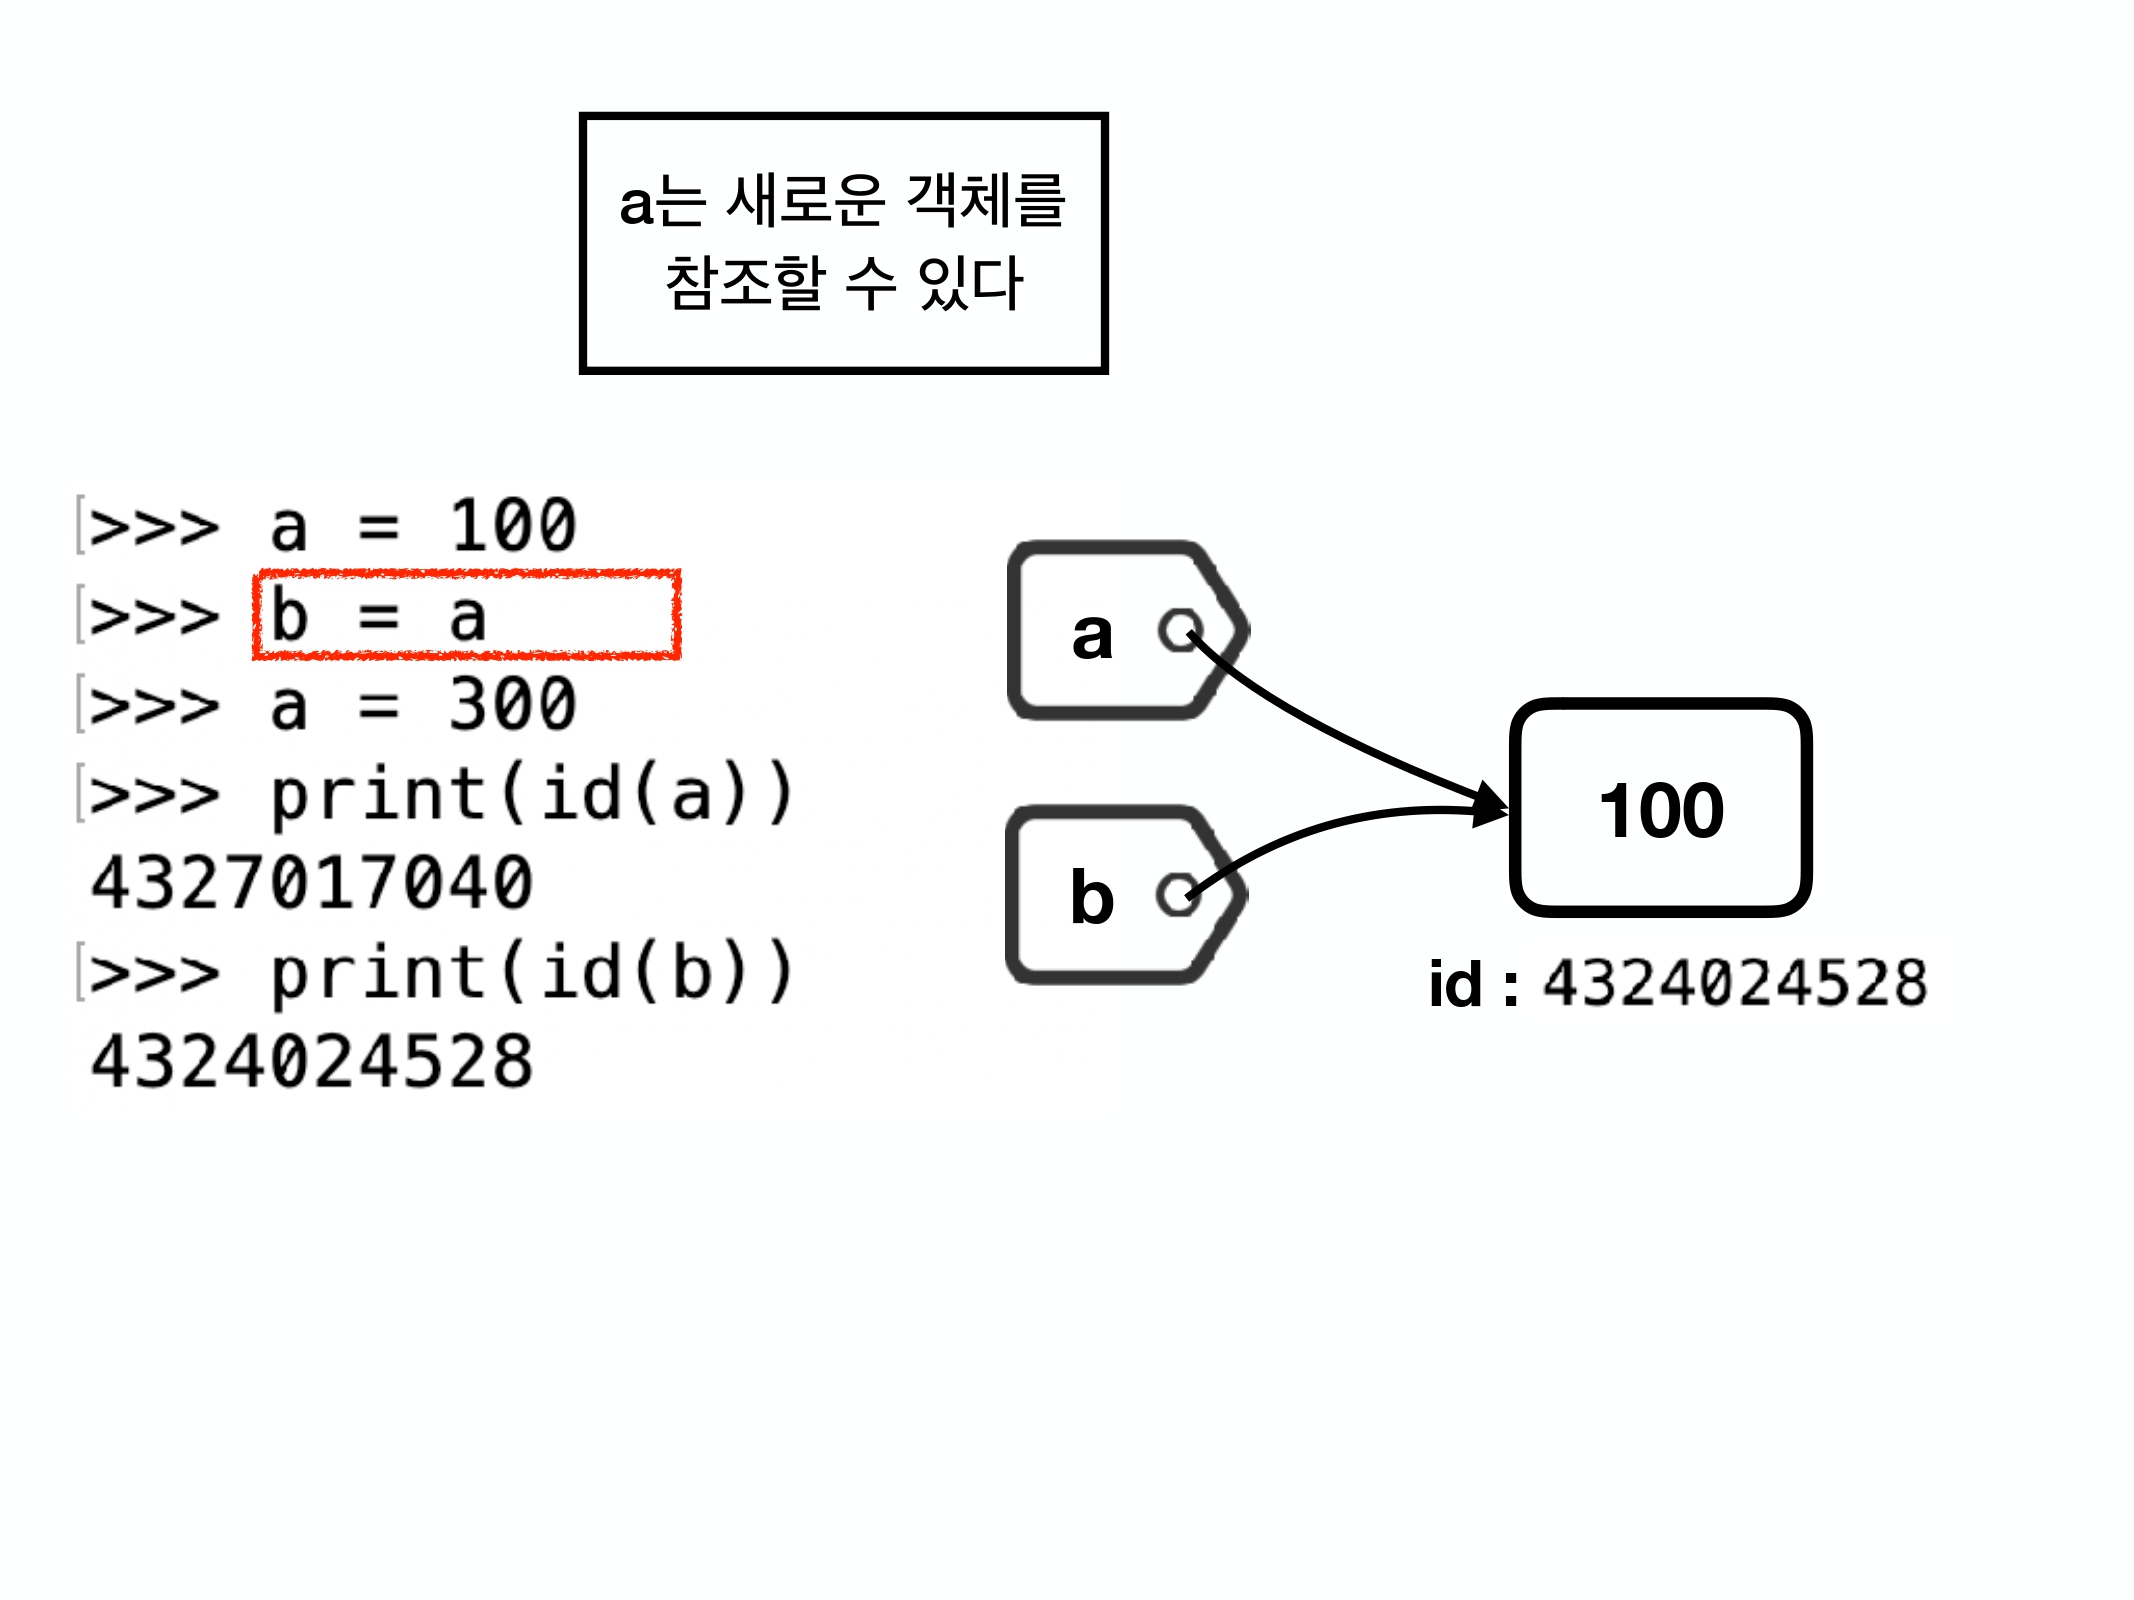 a는 새로운 객체를
참조할 수 있다
>>> a = 100
>>> b = a
>>> a = 300
>>> print(id(a))
4327017040
>>> print(id(b))
4324024528
a
b
100
id : 4324024528